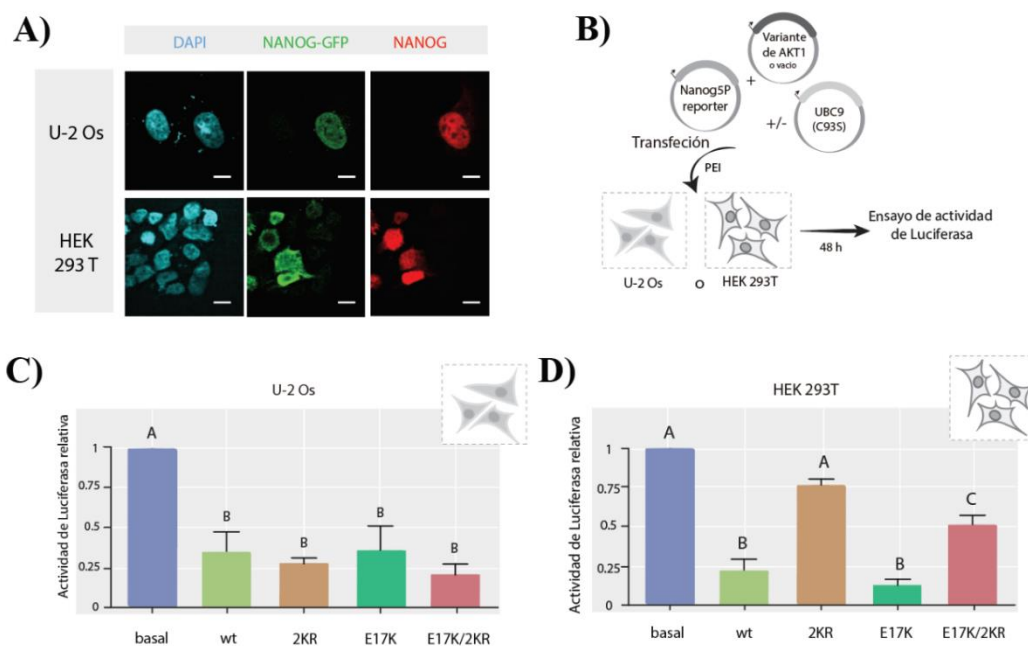 A)
DAPI NANOG-GFP NANOG
U-2 Os
HEK
293 T
B)
Variante
de AKT1
o vacio
Nanog5P
reporter
+
+/-
UBC9
(C93S)
Transfeción
PEI
U-2 Os o HEK 293T
48 h
Ensayo de actividad
de Luciferasa
C)
U-2 Os
Actividad de Luciferasa relativa
1
0.75
0.5
0.25
0
A
B
B
B
B
basal wt 2KR E17K E17K/2KR
D)
HEK 293T
Actividad de Luciferasa relativa
1
0.75
0.5
0.25
0
A
B
A
B
C
basal wt 2KR E17K E17K/2KR